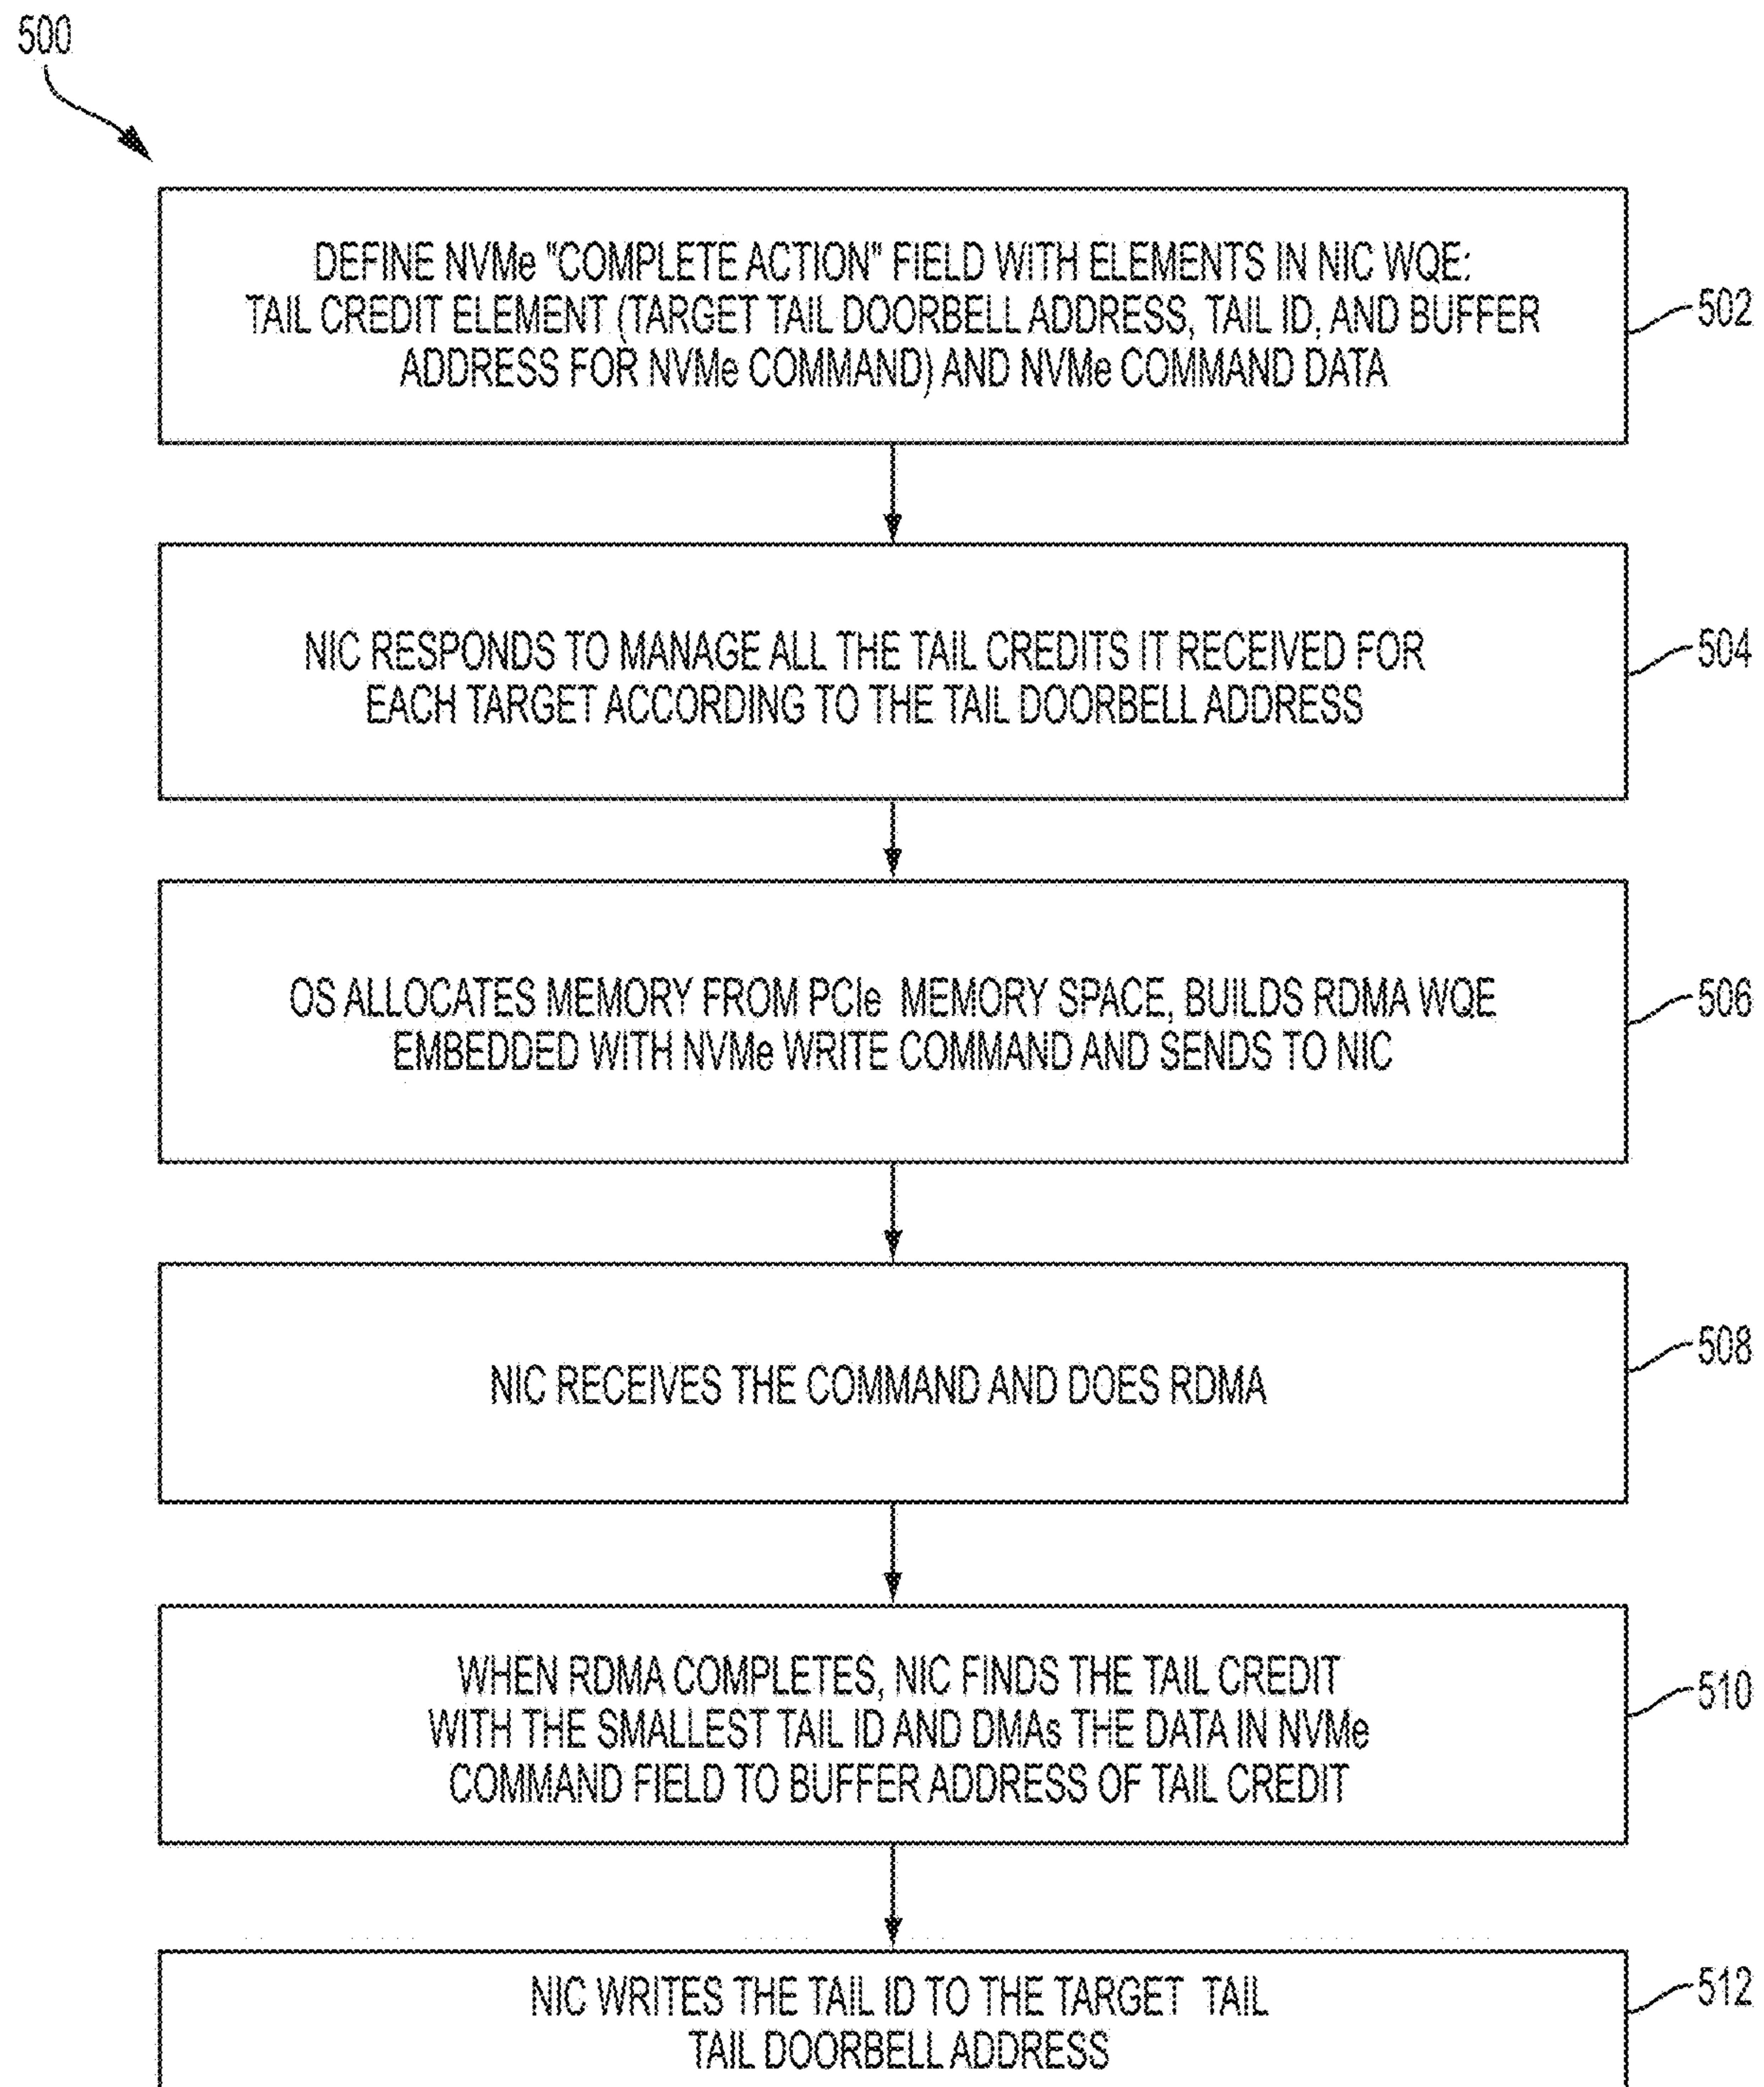 500
DEFINE NVMe "COMPLETE ACTION" FIELD WITH ELEMENTS IN NIC WQE:
TAIL CREDIT ELEMENT (TARGET TAIL DOORBELL ADDRESS, TAIL ID, AND BUFFER
ADDRESS FOR NVMe COMMAND) AND NVMe COMMAND DATA
502
NIC RESPONDS TO MANAGE ALL THE TAIL CREDITS IT RECEIVED FOR
EACH TARGET ACCORDING TO THE TAIL DOORBELL ADDRESS
504
OS ALLOCATES MEMORY FROM PCIe MEMORY SPACE, BUILDS RDMA WQE
EMBEDDED WITH NVMe WRITE COMMAND AND SENDS TO NIC
506
NIC RECEIVES THE COMMAND AND DOES RDMA
508
WHEN RDMA COMPLETES, NIC FINDS THE TAIL CREDIT
WITH THE SMALLEST TAIL ID AND DMAs THE DATA IN NVMe
COMMAND FIELD TO BUFFER ADDRESS OF TAIL CREDIT
510
NIC WRITES THE TAIL ID TO THE TARGET TAIL
TAIL DOORBELL ADDRESS
512